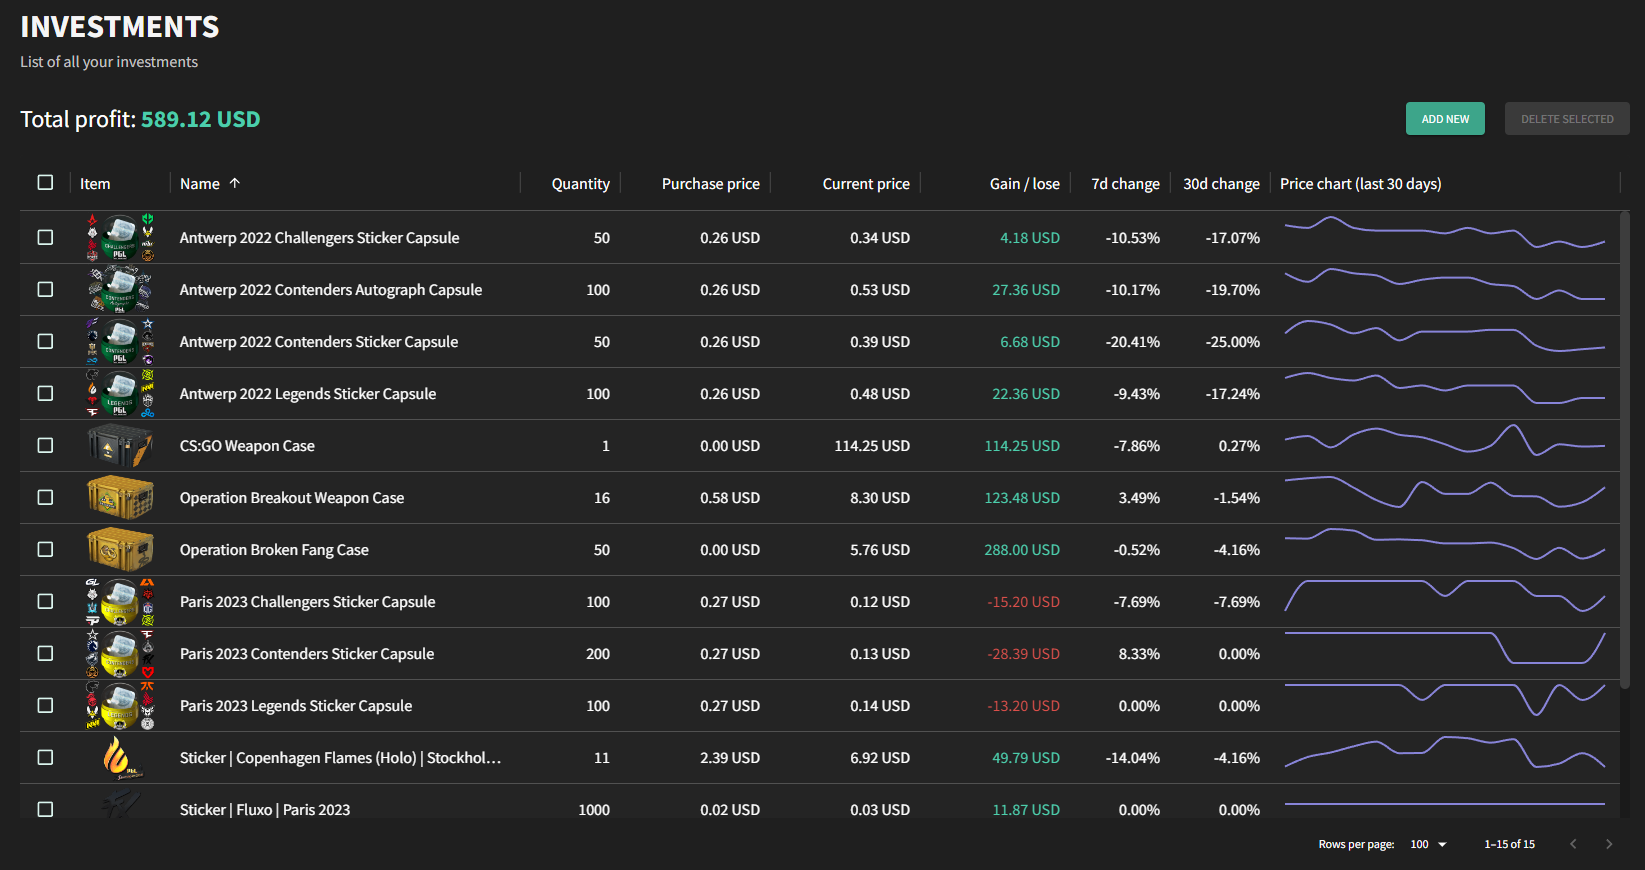 INVESTMENTS
List of all your investments
Total profit: 589.12 USD
ADD NEW
DELETE SELECTED
Item Name Quantity Purchase price Current price Gain / lose 7d change 30d change Price chart (last 30 days)
Antwerp 2022 Challengers Sticker Capsule 50 0.26 USD 0.34 USD 4.18 USD -10.53% -17.07%
Antwerp 2022 Contenders Autograph Capsule 100 0.26 USD 0.53 USD 27.36 USD -10.17% -19.70%
Antwerp 2022 Contenders Sticker Capsule 50 0.26 USD 0.39 USD 6.68 USD -20.41% -25.00%
Antwerp 2022 Legends Sticker Capsule 100 0.26 USD 0.48 USD 22.36 USD -9.43% -17.24%
CS:GO Weapon Case 1 0.00 USD 114.25 USD 114.25 USD -7.86% 0.27%
Operation Breakout Weapon Case 16 0.58 USD 8.30 USD 123.48 USD 3.49% -1.54%
Operation Broken Fang Case 50 0.00 USD 5.76 USD 288.00 USD -0.52% -4.16%
Paris 2023 Challengers Sticker Capsule 100 0.27 USD 0.12 USD -15.20 USD -7.69% -7.69%
Paris 2023 Contenders Sticker Capsule 200 0.27 USD 0.13 USD -28.39 USD 8.33% 0.00%
Paris 2023 Legends Sticker Capsule 100 0.27 USD 0.14 USD -13.20 USD 0.00% 0.00%
Sticker | Copenhagen Flames (Holo) | Stockhol... 11 2.39 USD 6.92 USD 49.79 USD -14.04% -4.16%
Sticker | Fluxo | Paris 2023 1000 0.02 USD 0.03 USD 11.87 USD 0.00% 0.00%
Rows per page: 100 1–15 of 15